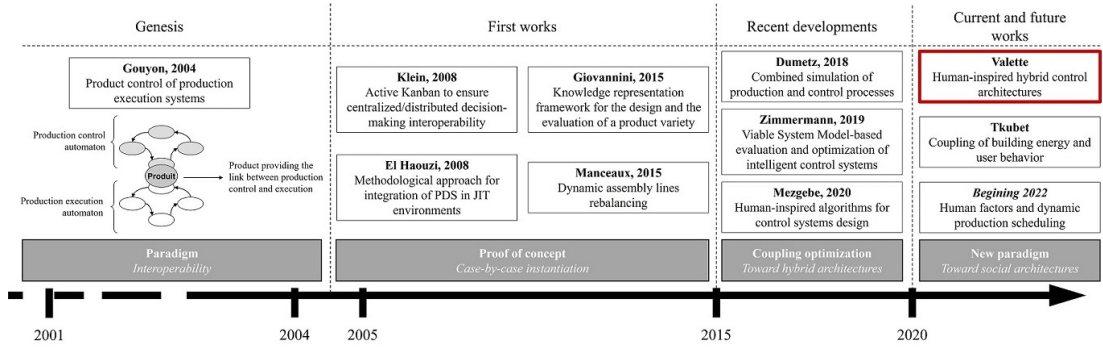 Genesis
First works
Recent developments
Current and future
works
Gouyon, 2004
Product control of production
execution systems
Production control
automaton
Produit
Product providing the
link between production
control and execution
Production execution
automaton
Klein, 2008
Active Kanban to ensure
centralized/distributed decision-
making interoperability
Giovannini, 2015
Knowledge representation
framework for the design and the
evaluation of a product variety
El Haouzi, 2008
Methodological approach for
integration of PDS in JIT
environments
Manceaux, 2015
Dynamic assembly lines
rebalancing
Dumetz, 2018
Combined simulation of
production and control processes
Zimmermann, 2019
Viable System Model-based
evaluation and optimization of
intelligent control systems
Mezgebe, 2020
Human-inspired algorithms for
control systems design
Valette
Human-inspired hybrid control
architectures
Tkubet
Coupling of building energy and
user behavior
Begining 2022
Human factors and dynamic
production scheduling
Paradigm
Interoperability
Proof of concept
Case-by-case instantiation
Coupling optimization
Toward hybrid architectures
New paradigm
Toward social architectures
2001
2004
2005
2015
2020